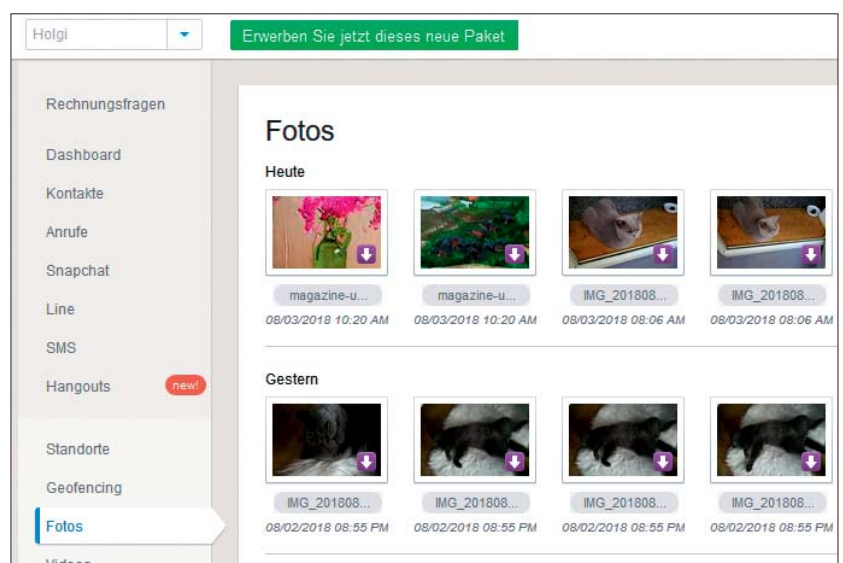 Holgi
Erwerben Sie jetzt dieses neue Paket
Rechnungsfragen
Dashboard
Kontakte
Anrufe
Snapchat
Line
SMS
Hangouts new!
Standorte
Geofencing
Fotos
Videos
Fotos
Heute
magazine-u... magazine-u... IMG_201808... IMG_201808...
08/03/2018 10:20 AM 08/03/2018 10:20 AM 08/03/2018 08:06 AM 08/03/2018 08:06 AM
Gestern
IMG_201808... IMG_201808... IMG_201808... IMG_201808...
08/02/2018 08:55 PM 08/02/2018 08:55 PM 08/02/2018 08:55 PM 08/02/2018 08:55 PM